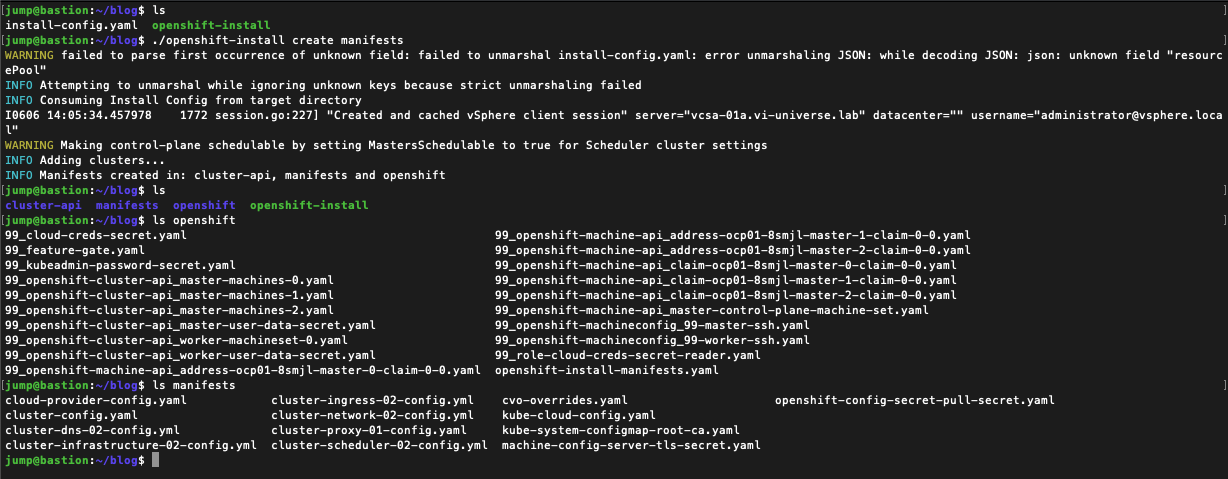 [jump@bastion:~/blog$ ls ]
install-config.yaml  openshift-install
[jump@bastion:~/blog$ ./openshift-install create manifests ]
WARNING failed to parse first occurrence of unknown field: failed to unmarshal install-config.yaml: error unmarshaling JSON: while decoding JSON: json: unknown field "resourc
ePool"
INFO Attempting to unmarshal while ignoring unknown keys because strict unmarshaling failed
INFO Consuming Install Config from target directory
I0606 14:05:34.457978    1772 session.go:227] "Created and cached vSphere client session" server="vcsa-01a.vi-universe.lab" datacenter="" username="administrator@vsphere.loca
l"
WARNING Making control-plane schedulable by setting MastersSchedulable to true for Scheduler cluster settings
INFO Adding clusters...
INFO Manifests created in: cluster-api, manifests and openshift
[jump@bastion:~/blog$ ls ]
cluster-api  manifests  openshift  openshift-install
[jump@bastion:~/blog$ ls openshift ]
99_cloud-creds-secret.yaml  99_openshift-machine-api_address-ocp01-8smjl-master-1-claim-0-0.yaml
99_feature-gate.yaml  99_openshift-machine-api_address-ocp01-8smjl-master-2-claim-0-0.yaml
99_kubeadmin-password-secret.yaml  99_openshift-machine-api_claim-ocp01-8smjl-master-0-claim-0-0.yaml
99_openshift-cluster-api_master-machines-0.yaml  99_openshift-machine-api_claim-ocp01-8smjl-master-1-claim-0-0.yaml
99_openshift-cluster-api_master-machines-1.yaml  99_openshift-machine-api_claim-ocp01-8smjl-master-2-claim-0-0.yaml
99_openshift-cluster-api_master-machines-2.yaml  99_openshift-machine-api_master-control-plane-machine-set.yaml
99_openshift-cluster-api_master-user-data-secret.yaml  99_openshift-machineconfig_99-master-ssh.yaml
99_openshift-cluster-api_worker-machineset-0.yaml  99_openshift-machineconfig_99-worker-ssh.yaml
99_openshift-cluster-api_worker-user-data-secret.yaml  99_role-cloud-creds-secret-reader.yaml
99_openshift-machine-api_address-ocp01-8smjl-master-0-claim-0-0.yaml  openshift-install-manifests.yaml
[jump@bastion:~/blog$ ls manifests ]
cloud-provider-config.yaml  cluster-ingress-02-config.yml  cvo-overrides.yaml  openshift-config-secret-pull-secret.yaml
cluster-config.yaml  cluster-network-02-config.yml  kube-cloud-config.yaml
cluster-dns-02-config.yml  cluster-proxy-01-config.yaml  kube-system-configmap-root-ca.yaml
cluster-infrastructure-02-config.yml  cluster-scheduler-02-config.yml  machine-config-server-tls-secret.yaml
jump@bastion:~/blog$